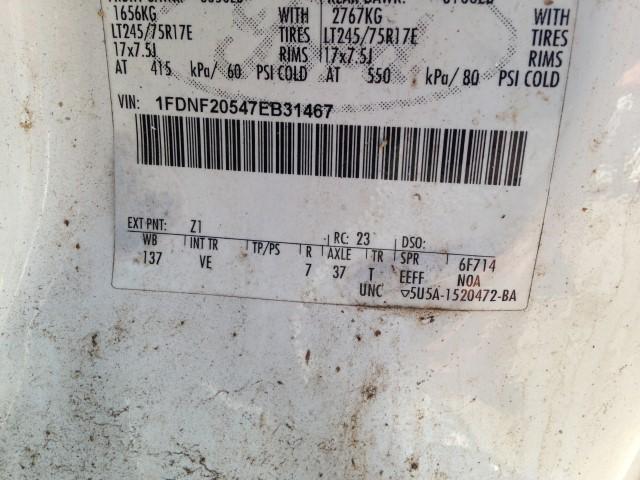 1656KG WITH 2767KG WITH
LT245/75R17E TIRES LT245/75R17E TIRES
17x7.5J RIMS 17x7.5J RIMS
AT 415 kPa/ 60 PSI COLD AT 550 kPa/ 80 PSI COLD
VIN: 1FDNF20547EB31467
EXT PNT: Z1 RC: 23 DSO:
WB INT TR TP/PS R AXLE TR SPR 6F714
137 VE 7 37 T EEFF N0A
UNC ▽5U5A-1520472-BA